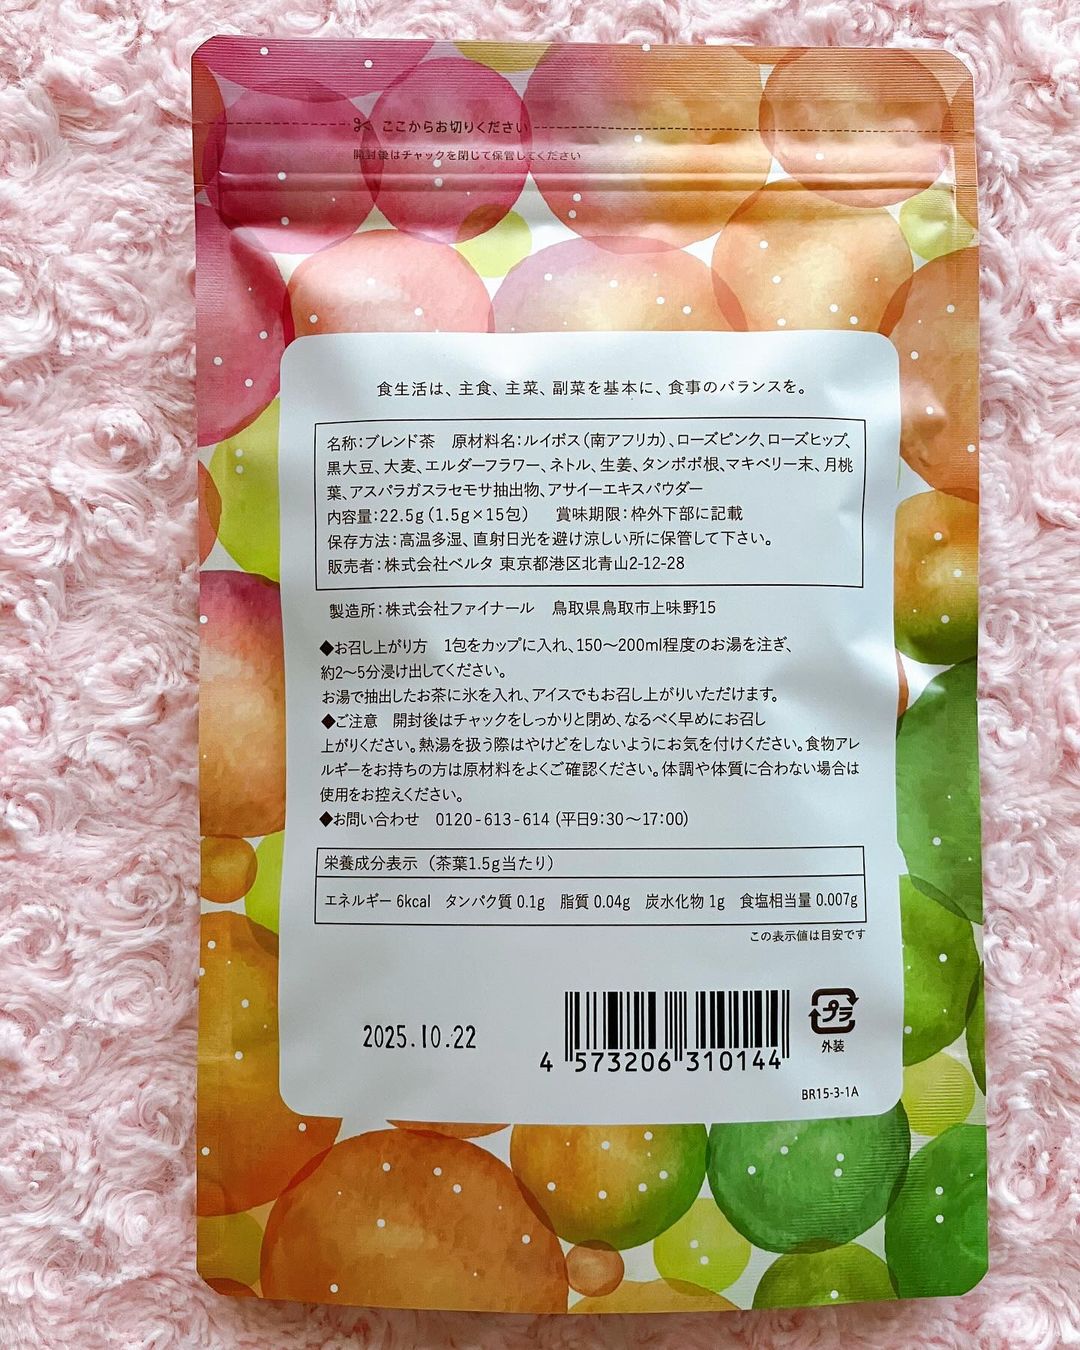 ここからお切りください
開封後はチャックを閉じて保管してください
食生活は、主食、主菜、副菜を基本に、食事のバランスを。
名称:ブレンド茶 原材料名:ルイボス(南アフリカ)、ローズピンク、ローズヒップ、
黒大豆、大麦、エルダーフラワー、ネトル、生姜、タンポポ根、マキベリー末、月桃
葉、アスパラガスラセモサ抽出物、アサイーエキスパウダー
内容量:22.5g(1.5g×15包) 賞味期限:枠外下部に記載
保存方法:高温多湿、直射日光を避け涼しい所に保管して下さい。
販売者:株式会社ベルタ 東京都港区北青山2-12-28
製造所:株式会社ファイナール 鳥取県鳥取市上味野15
◆お召し上がり方 1包をカップに入れ、150〜200ml程度のお湯を注ぎ、
約2〜5分浸け出してください。
お湯で抽出したお茶に氷を入れ、アイスでもお召し上がりいただけます。
◆ご注意 開封後はチャックをしっかりと閉め、なるべく早めにお召し
上がりください。熱湯を扱う際はやけどをしないようにお気を付けください。食物アレ
ルギーをお持ちの方は原材料をよくご確認ください。体調や体質に合わない場合は
使用をお控えください。
◆お問い合わせ 0120-613-614 (平日9:30〜17:00)
栄養成分表示 (茶葉1.5g当たり)
エネルギー 6kcal タンパク質 0.1g 脂質 0.04g 炭水化物 1g 食塩相当量 0.007g
この表示値は目安です
2025.10.22
4 573206 310144
プラ
外装
BR15-3-1A